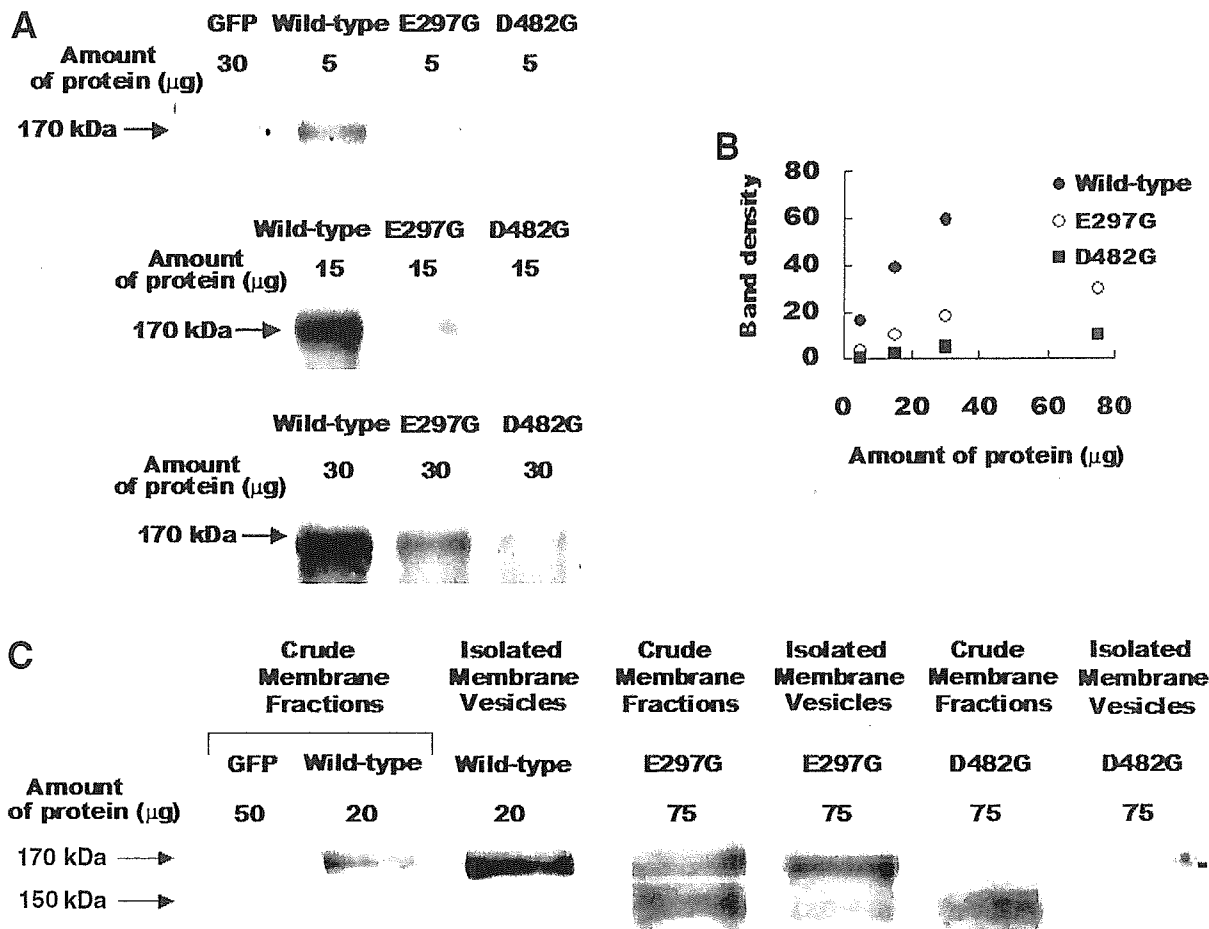 A
GFP Wild-type E297G D482G
Amount of protein (μg) 30 5 5 5
170 kDa
Wild-type E297G D482G
Amount of protein (μg) 15 15 15
170 kDa
Wild-type E297G D482G
Amount of protein (μg) 30 30 30
170 kDa
B
Band density
80
60
40
20
0
0 20 40 60 80
Amount of protein (μg)
Wild-type
E297G
D482G
C
Crude Membrane Fractions
Isolated Membrane Vesicles
Crude Membrane Fractions
Isolated Membrane Vesicles
Crude Membrane Fractions
Isolated Membrane Vesicles
GFP Wild-type Wild-type E297G E297G D482G D482G
Amount of protein (μg) 50 20 20 75 75 75 75
170 kDa
150 kDa